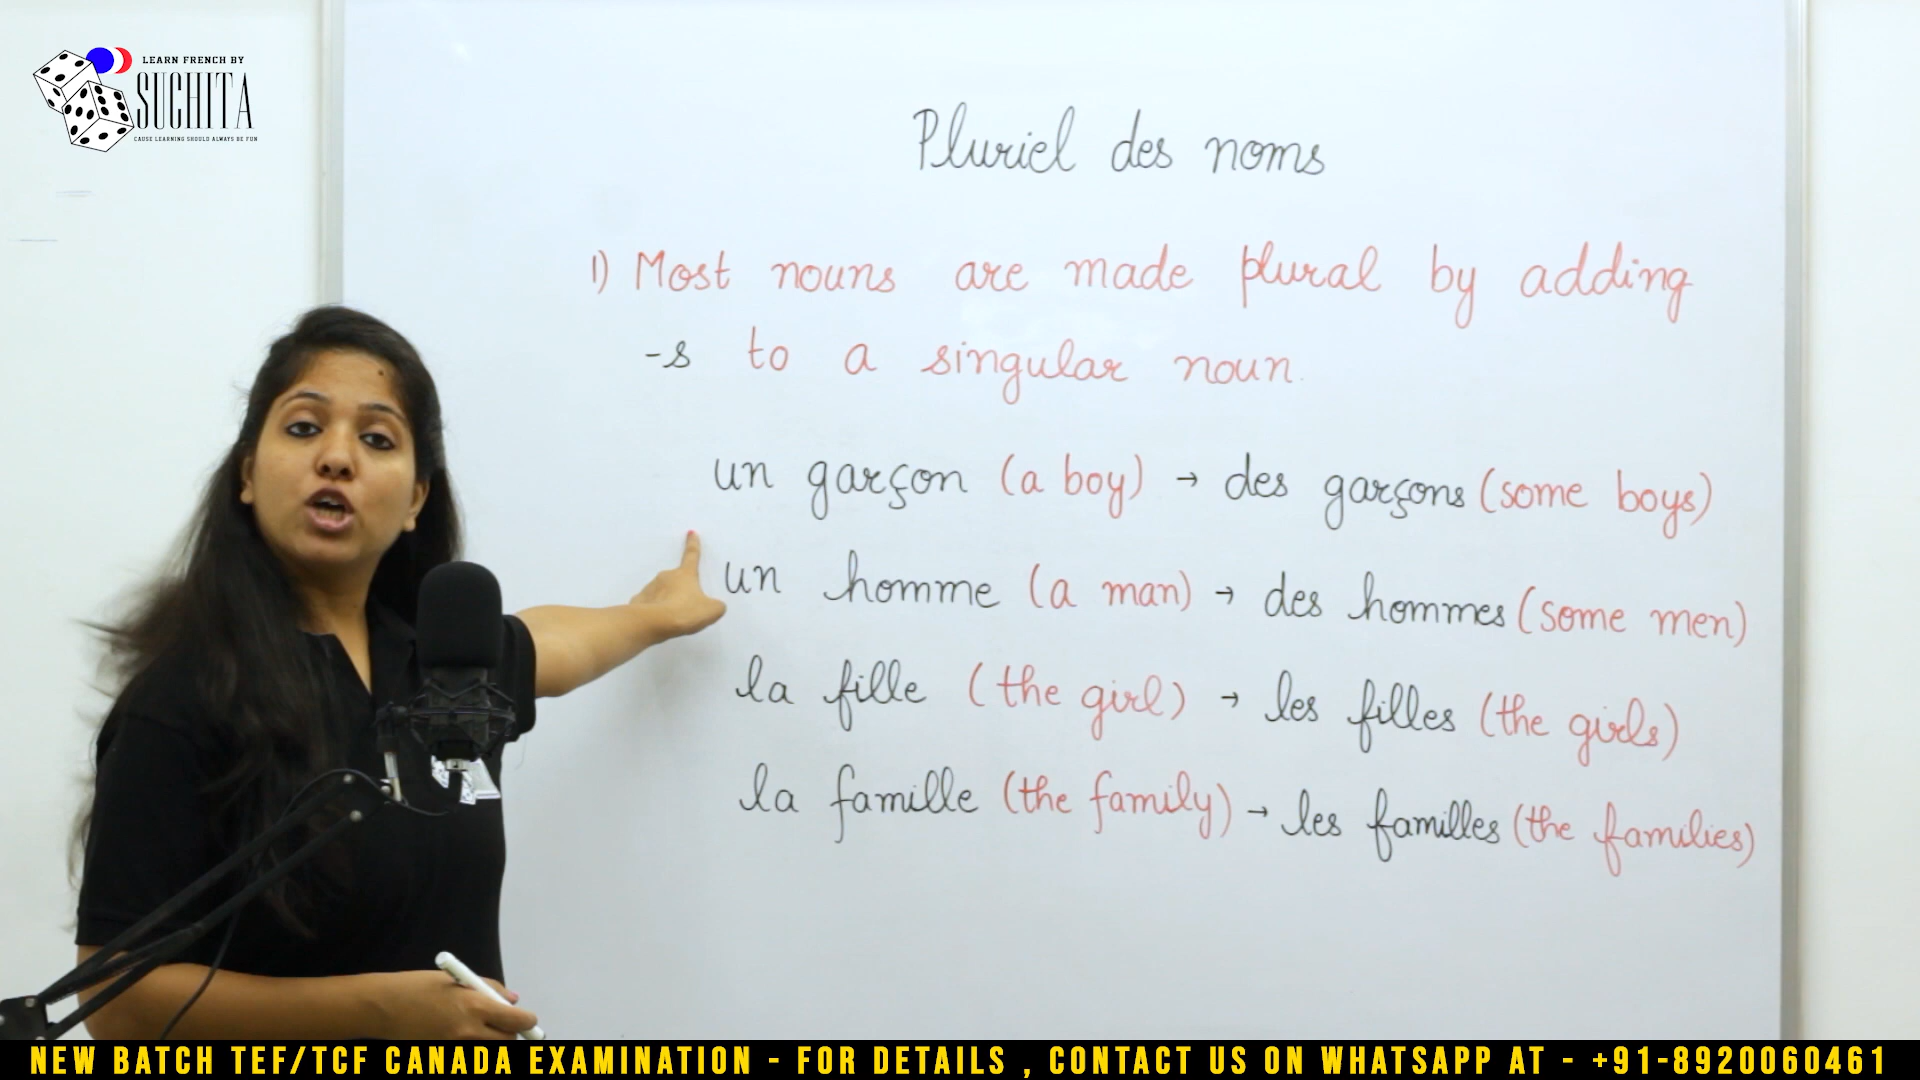 LEARN FRENCH BY
SUCHITA
CAUSE LEARNING SHOULD ALWAYS BE FUN
Pluriel des noms
1) Most nouns are made plural by adding
-s to a singular noun.
un garçon (a boy) → des garçons (some boys)
un homme (a man) → des hommes (some men)
la fille (the girl) → les filles (the girls)
la famille (the family) → les familles (the families)
NEW BATCH TEF/TCF CANADA EXAMINATION - FOR DETAILS , CONTACT US ON WHATSAPP AT - +91-8920060461